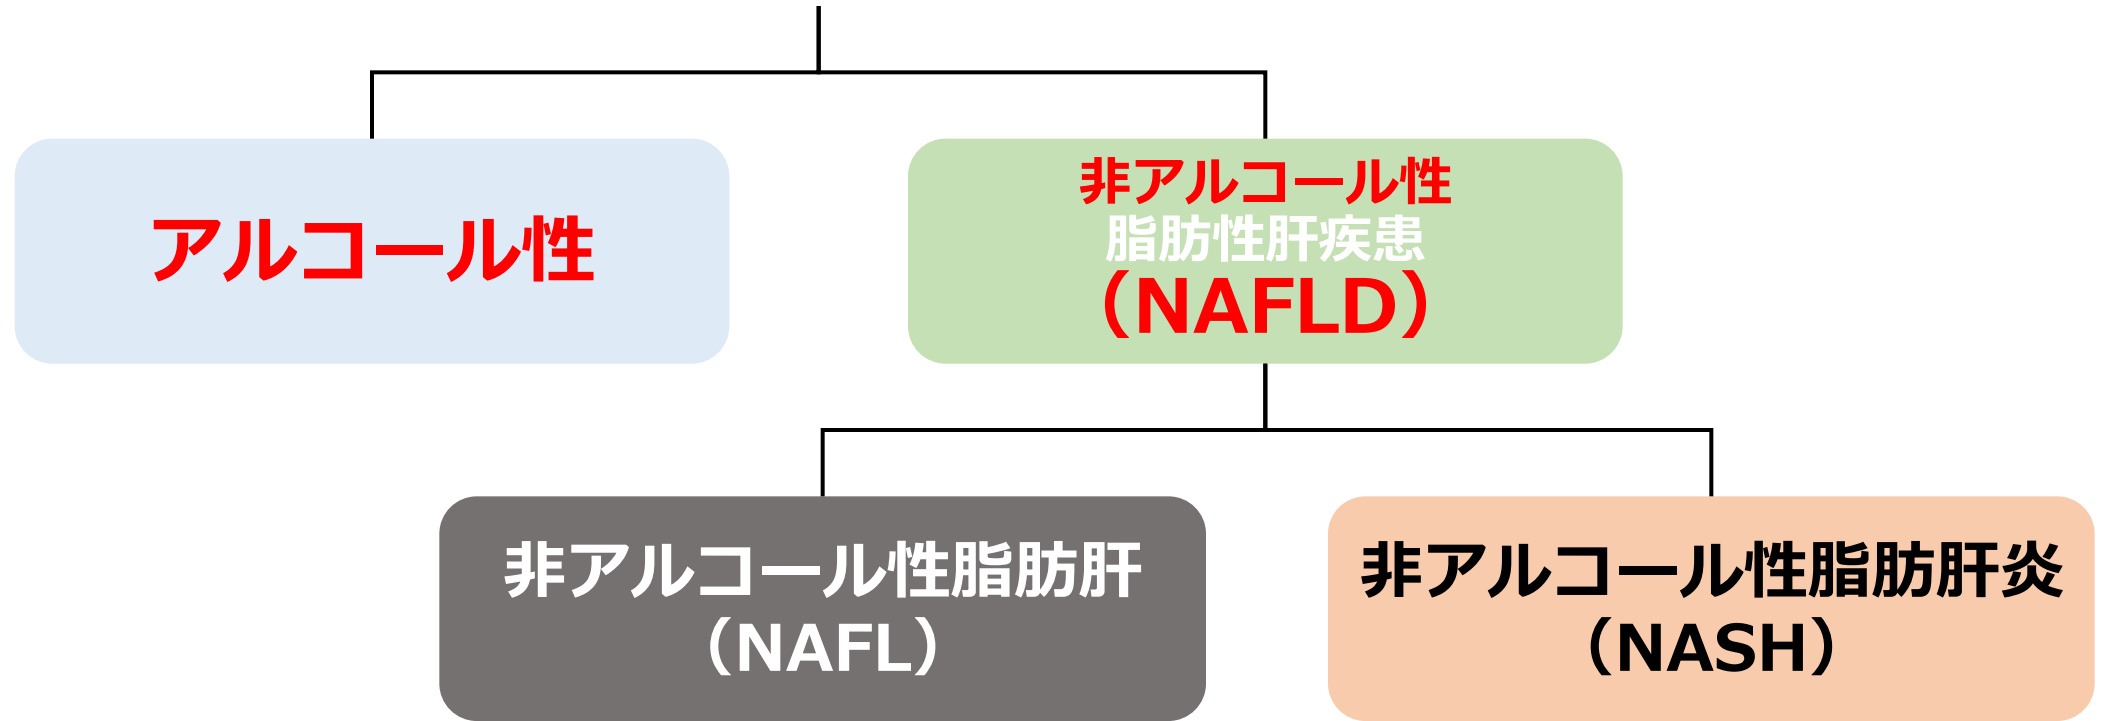 アルコール性
非アルコール性
脂肪性肝疾患
（NAFLD）
非アルコール性脂肪肝
（NAFL）
非アルコール性脂肪肝炎
（NASH）